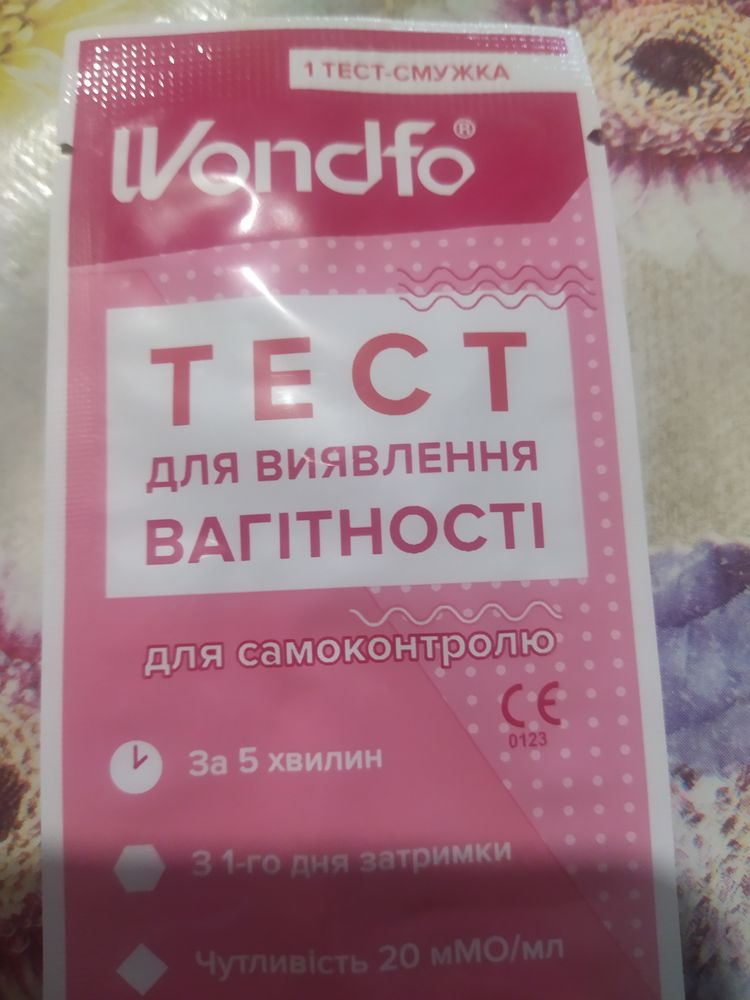 1 ТЕСТ-СМУЖКА
Wondfo®
ТЕСТ
ДЛЯ ВИЯВЛЕННЯ
ВАГІТНОСТІ
для самоконтролю
CE
0123
За 5 хвилин
З 1-го дня затримки
Чутливість 20 мМО/мл